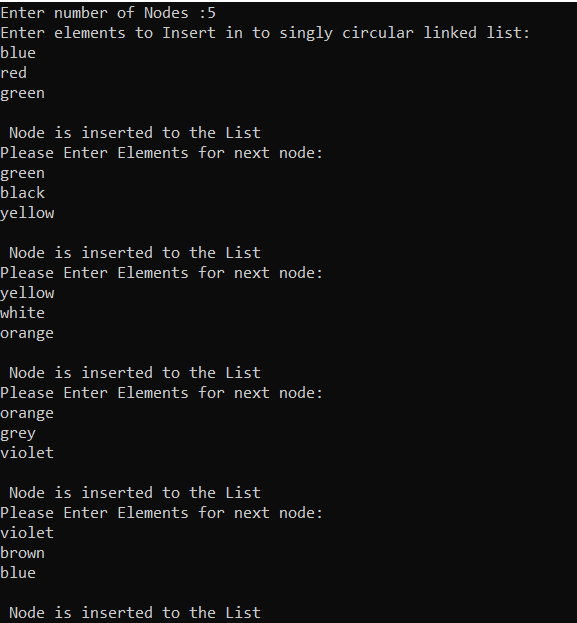 Enter number of Nodes :5
Enter elements to Insert in to singly circular linked list:
blue
red
green
Node is inserted to the List
Please Enter Elements for next node:
green
black
yellow
Node is inserted to the List
Please Enter Elements for next node:
yellow
white
orange
Node is inserted to the List
Please Enter Elements for next node:
orange
grey
violet
Node is inserted to the List
Please Enter Elements for next node:
violet
brown
blue
Node is inserted to the List